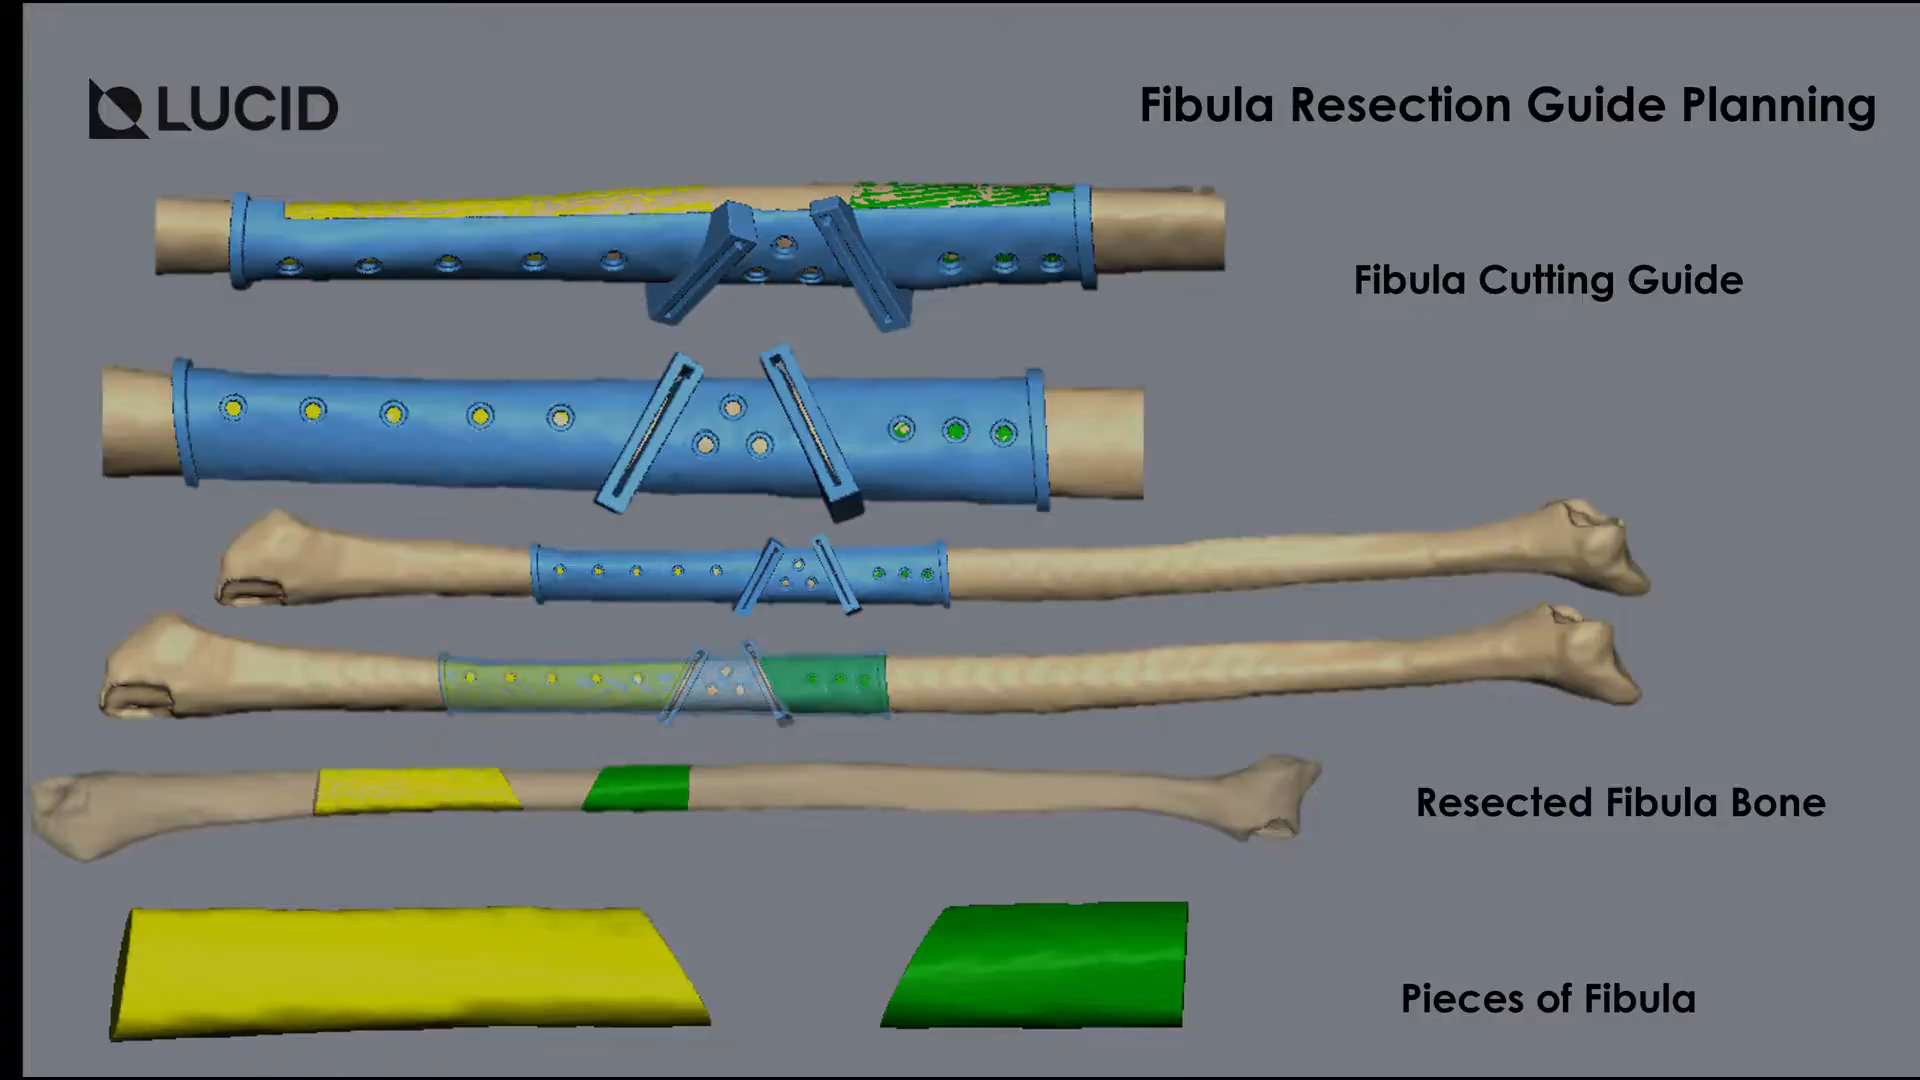 LUCID
Fibula Resection Guide Planning
Fibula Cutting Guide
Resected Fibula Bone
Pieces of Fibula